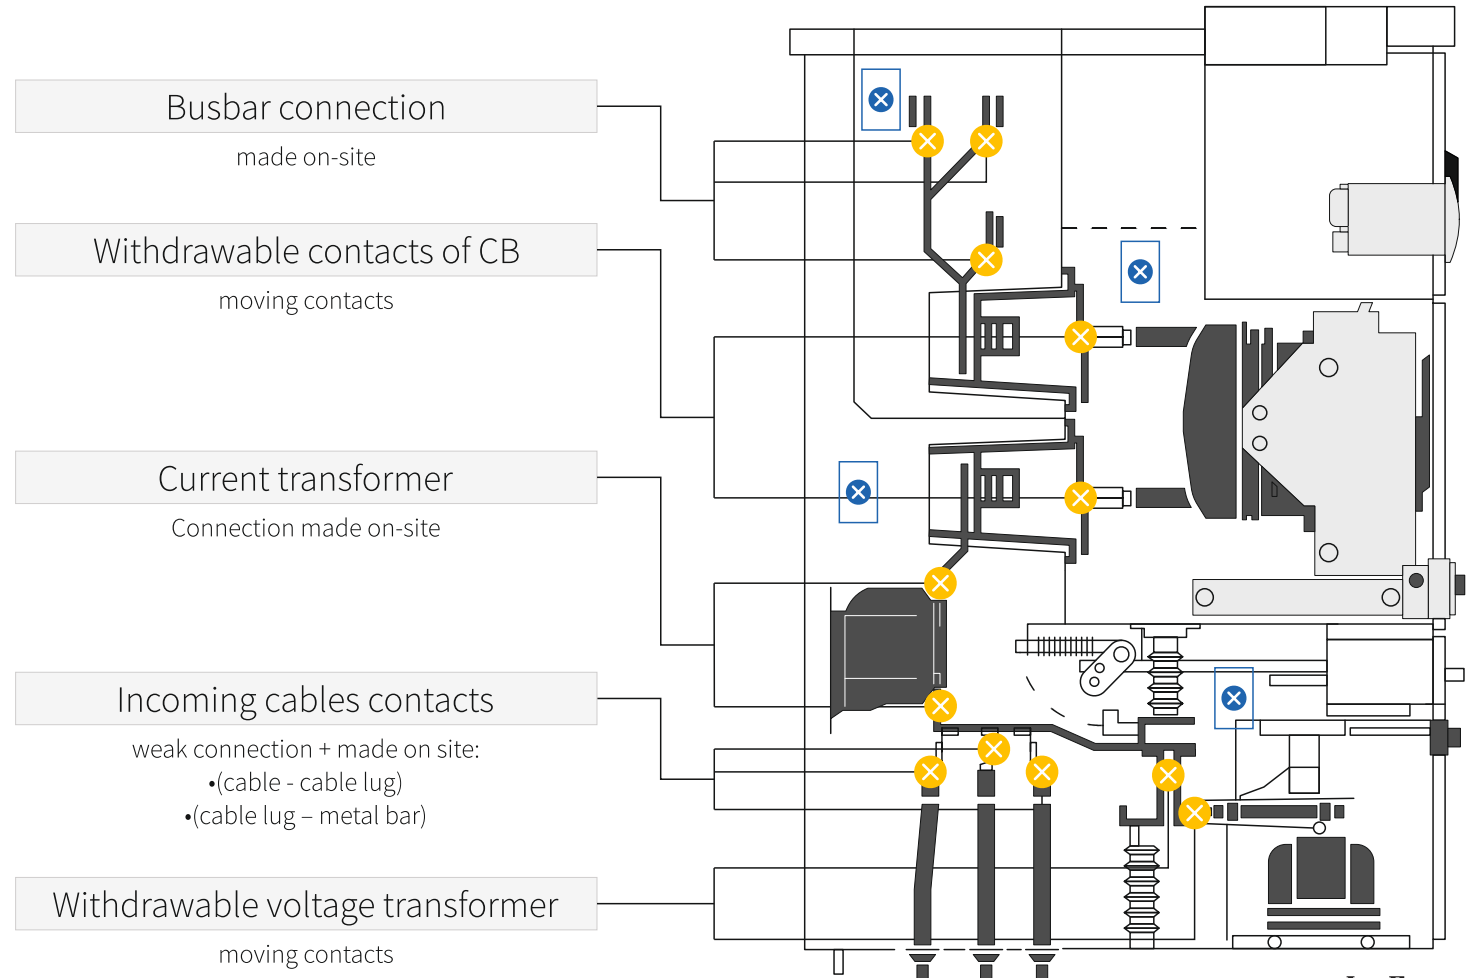 Busbar connection
made on-site
Withdrawable contacts of CB
moving contacts
Current transformer
Connection made on-site
Incoming cables contacts
weak connection + made on site:
•(cable - cable lug)
•(cable lug – metal bar)
Withdrawable voltage transformer
moving contacts